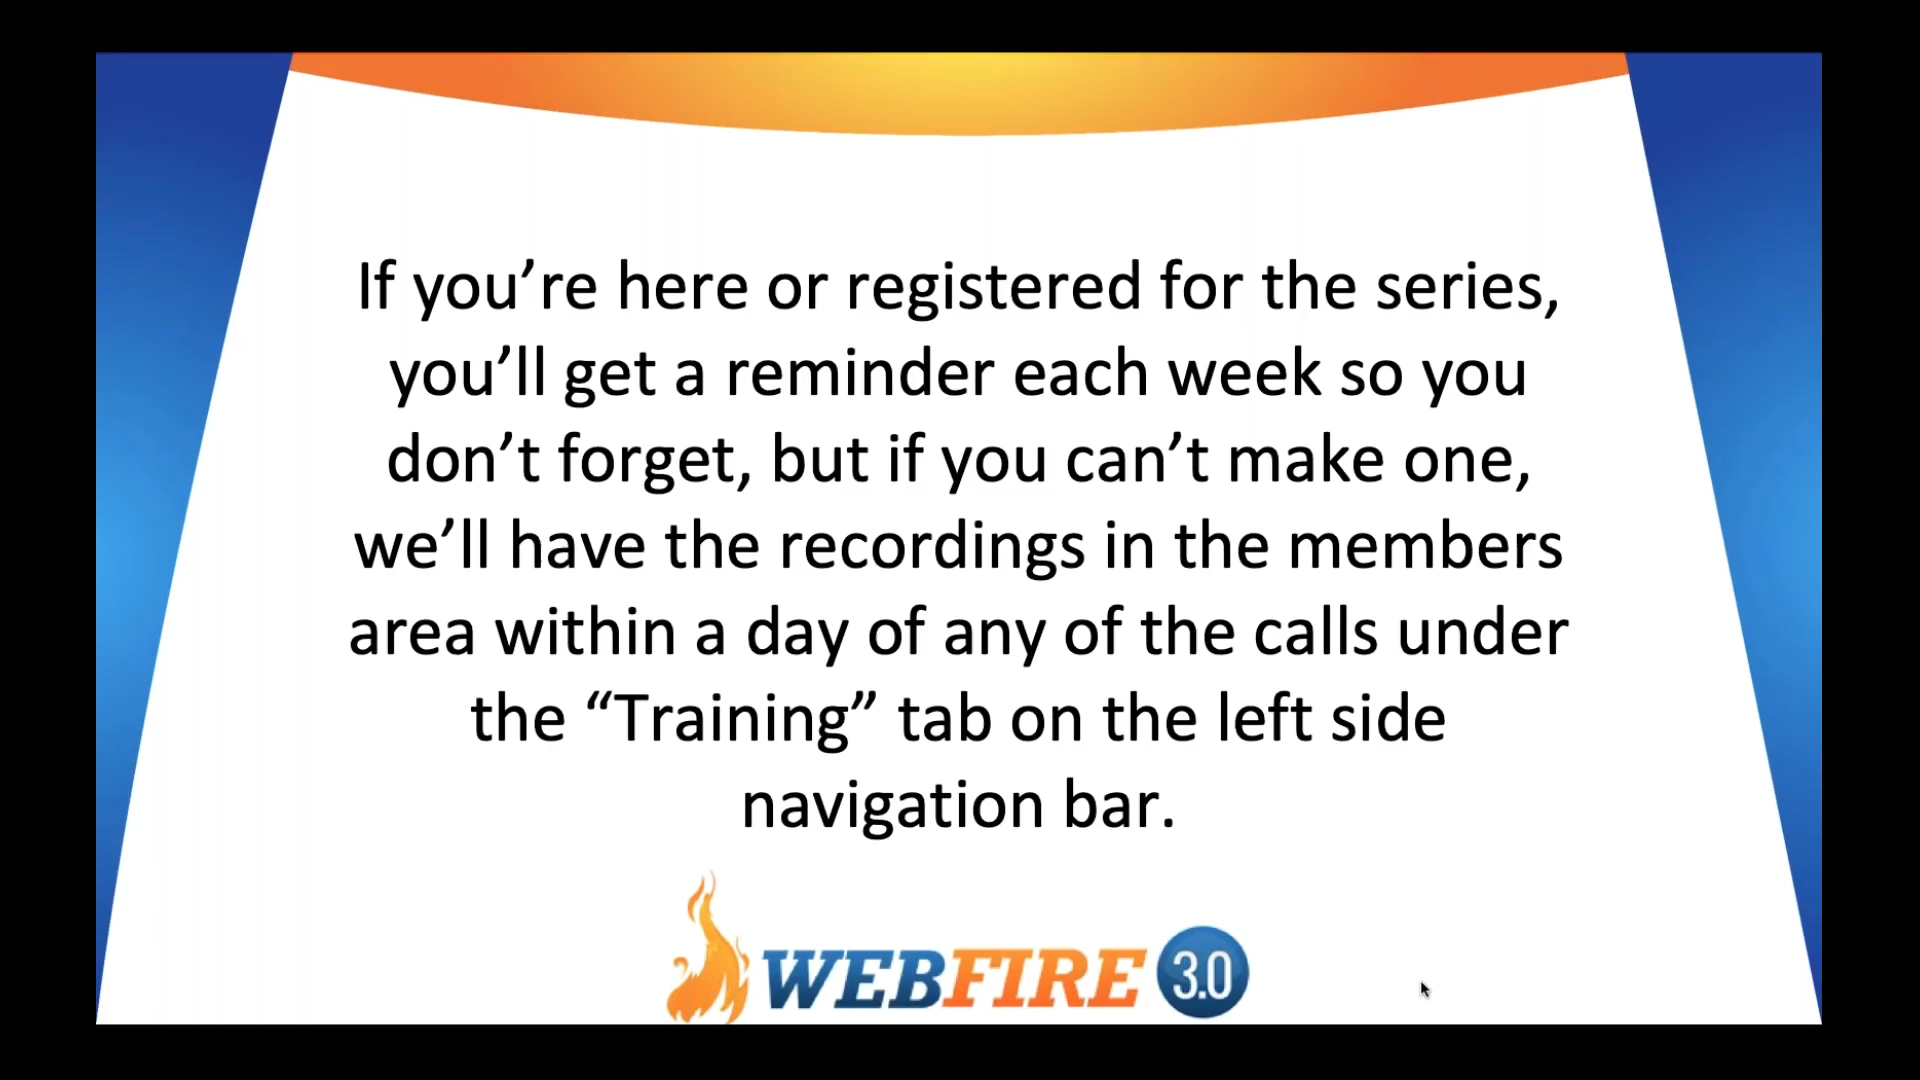 If you’re here or registered for the series,
you’ll get a reminder each week so you
don’t forget, but if you can’t make one,
we’ll have the recordings in the members
area within a day of any of the calls under
the “Training” tab on the left side
navigation bar.
WEBFIRE 3.0